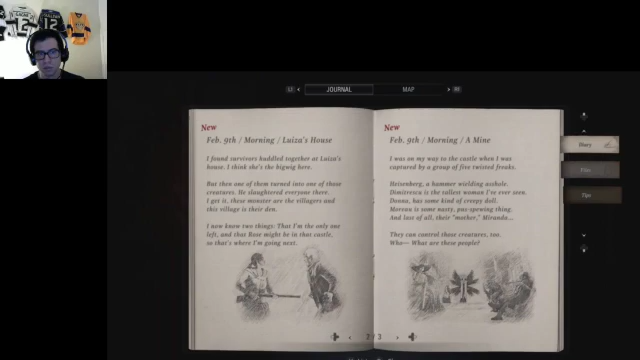 12
L1
JOURNAL
MAP
R1
New
Feb. 9th / Morning / Luiza's House
I found survivors huddled together at Luiza's
house. I think she's the bigwig here.
But then one of them turned into one of those
creatures. He slaughtered everyone there.
I get it, these monster are the villagers and
this village is their den.
I now know two things: That I'm the only one
left, and that Rose might be in that castle,
so that's where I'm going next.
New
Feb. 9th / Morning / A Mine
I was on my way to the castle when I was
captured by a group of five twisted freaks.
Heisenberg, a hammer wielding asshole.
Dimitrescu is the tallest woman I've ever seen.
Donna, has some kind of creepy doll.
Moreau is some nasty, pus-spewing thing.
And last of all, their "mother," Miranda...
They can control those creatures, too.
Who— What are these people?
Diary
Files
Tips
2 / 3